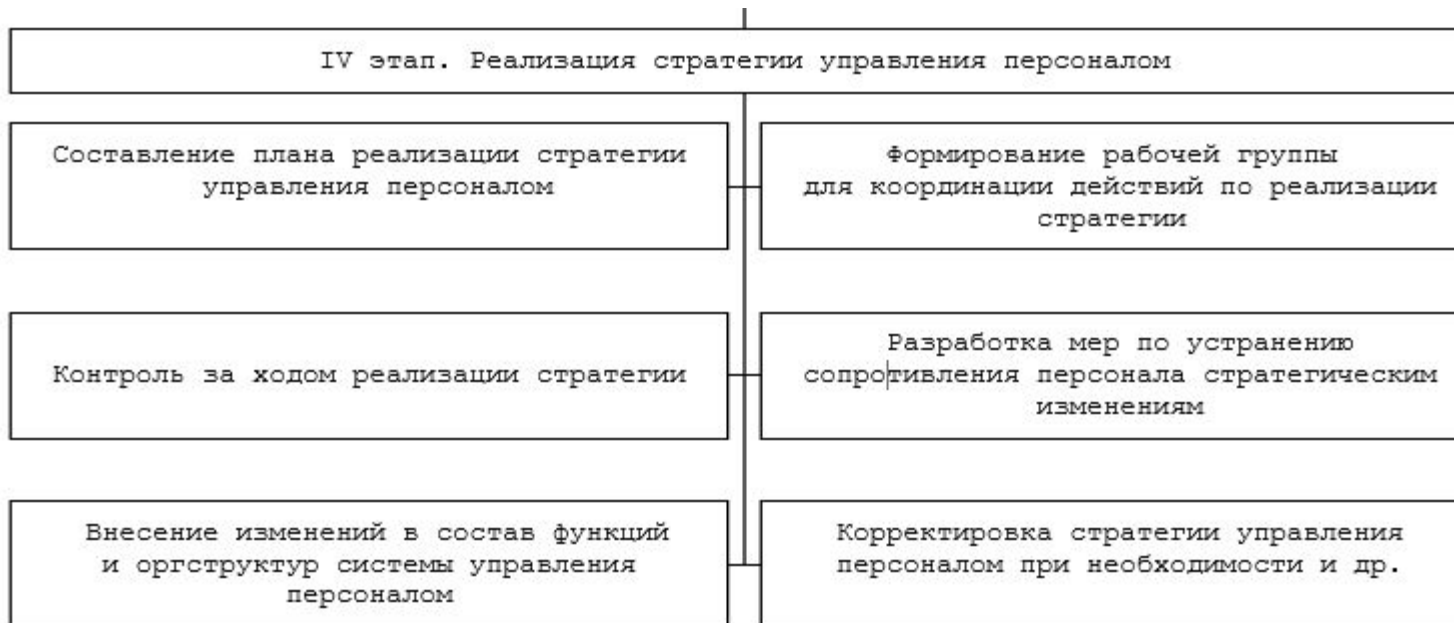 IV этап. Реализация стратегии управления персоналом
Составление плана реализации стратегии
управления персоналом
Формирование рабочей группы
для координации действий по реализации
стратегии
Контроль за ходом реализации стратегии
Разработка мер по устранению
сопротивления персонала стратегическим
изменениям
Внесение изменений в состав функций
и оргструктур системы управления
персоналом
Корректировка стратегии управления
персоналом при необходимости и др.